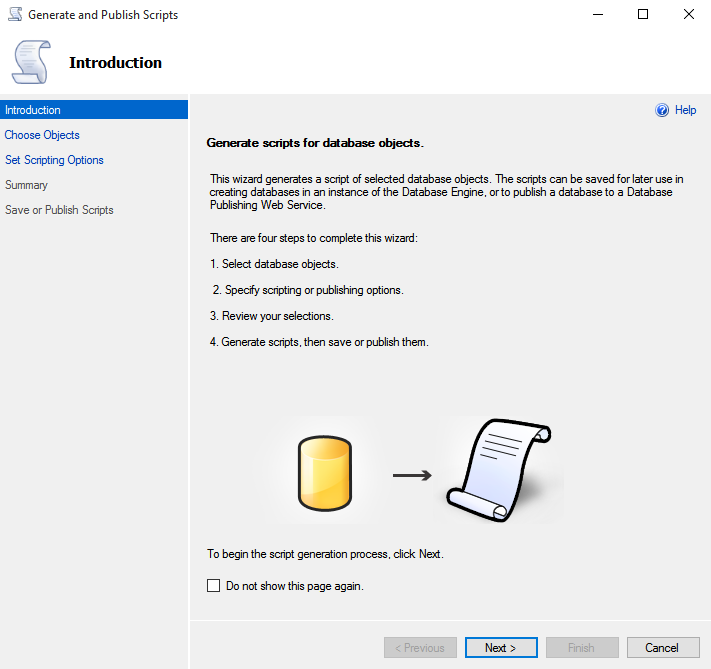 Generate and Publish Scripts
Introduction
Introduction
Choose Objects
Set Scripting Options
Summary
Save or Publish Scripts
Help
Generate scripts for database objects.
This wizard generates a script of selected database objects. The scripts can be saved for later use in
creating databases in an instance of the Database Engine, or to publish a database to a Database
Publishing Web Service.
There are four steps to complete this wizard:
1. Select database objects.
2. Specify scripting or publishing options.
3. Review your selections.
4. Generate scripts, then save or publish them.
To begin the script generation process, click Next.
Do not show this page again.
< Previous
Next >
Finish
Cancel